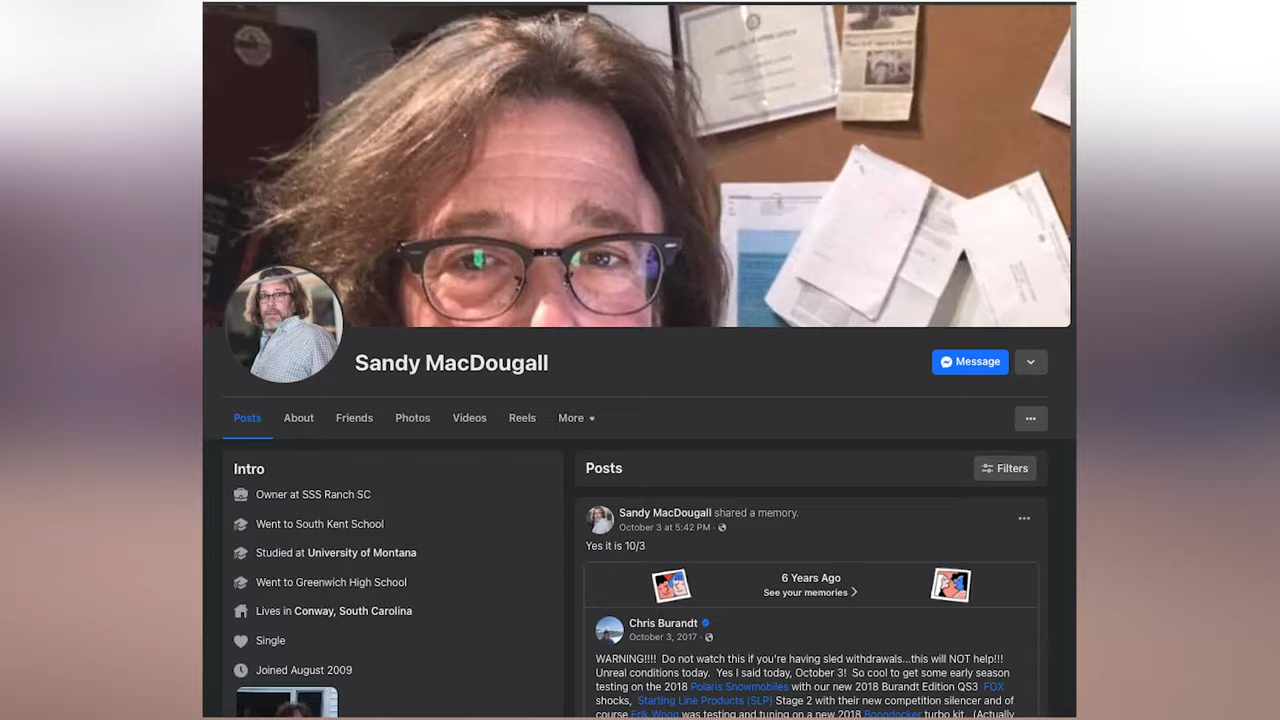 Sandy MacDougall
Message
Posts
About
Friends
Photos
Videos
Reels
More
Intro
Owner at SSS Ranch SC
Went to South Kent School
Studied at University of Montana
Went to Greenwich High School
Lives in Conway, South Carolina
Single
Joined August 2009
Posts
Filters
Sandy MacDougall shared a memory.
October 3 at 5:42 PM ·
Yes it is 10/3
6 Years Ago
See your memories
Chris Burandt
October 3, 2017 ·
WARNING!!!! Do not watch this if you're having sled withdrawals...this will NOT help!!!
Unreal conditions today. Yes I said today, October 3! So cool to get some early season
testing on the 2018 Polaris Snowmobiles with our new 2018 Burandt Edition QS3 FOX
shocks, Starting Line Products (SLP) Stage 2 with their new competition silencer and of
course Erik Wong was testing and tuning on a new 2018 Boondocker turbo kit. (Actually